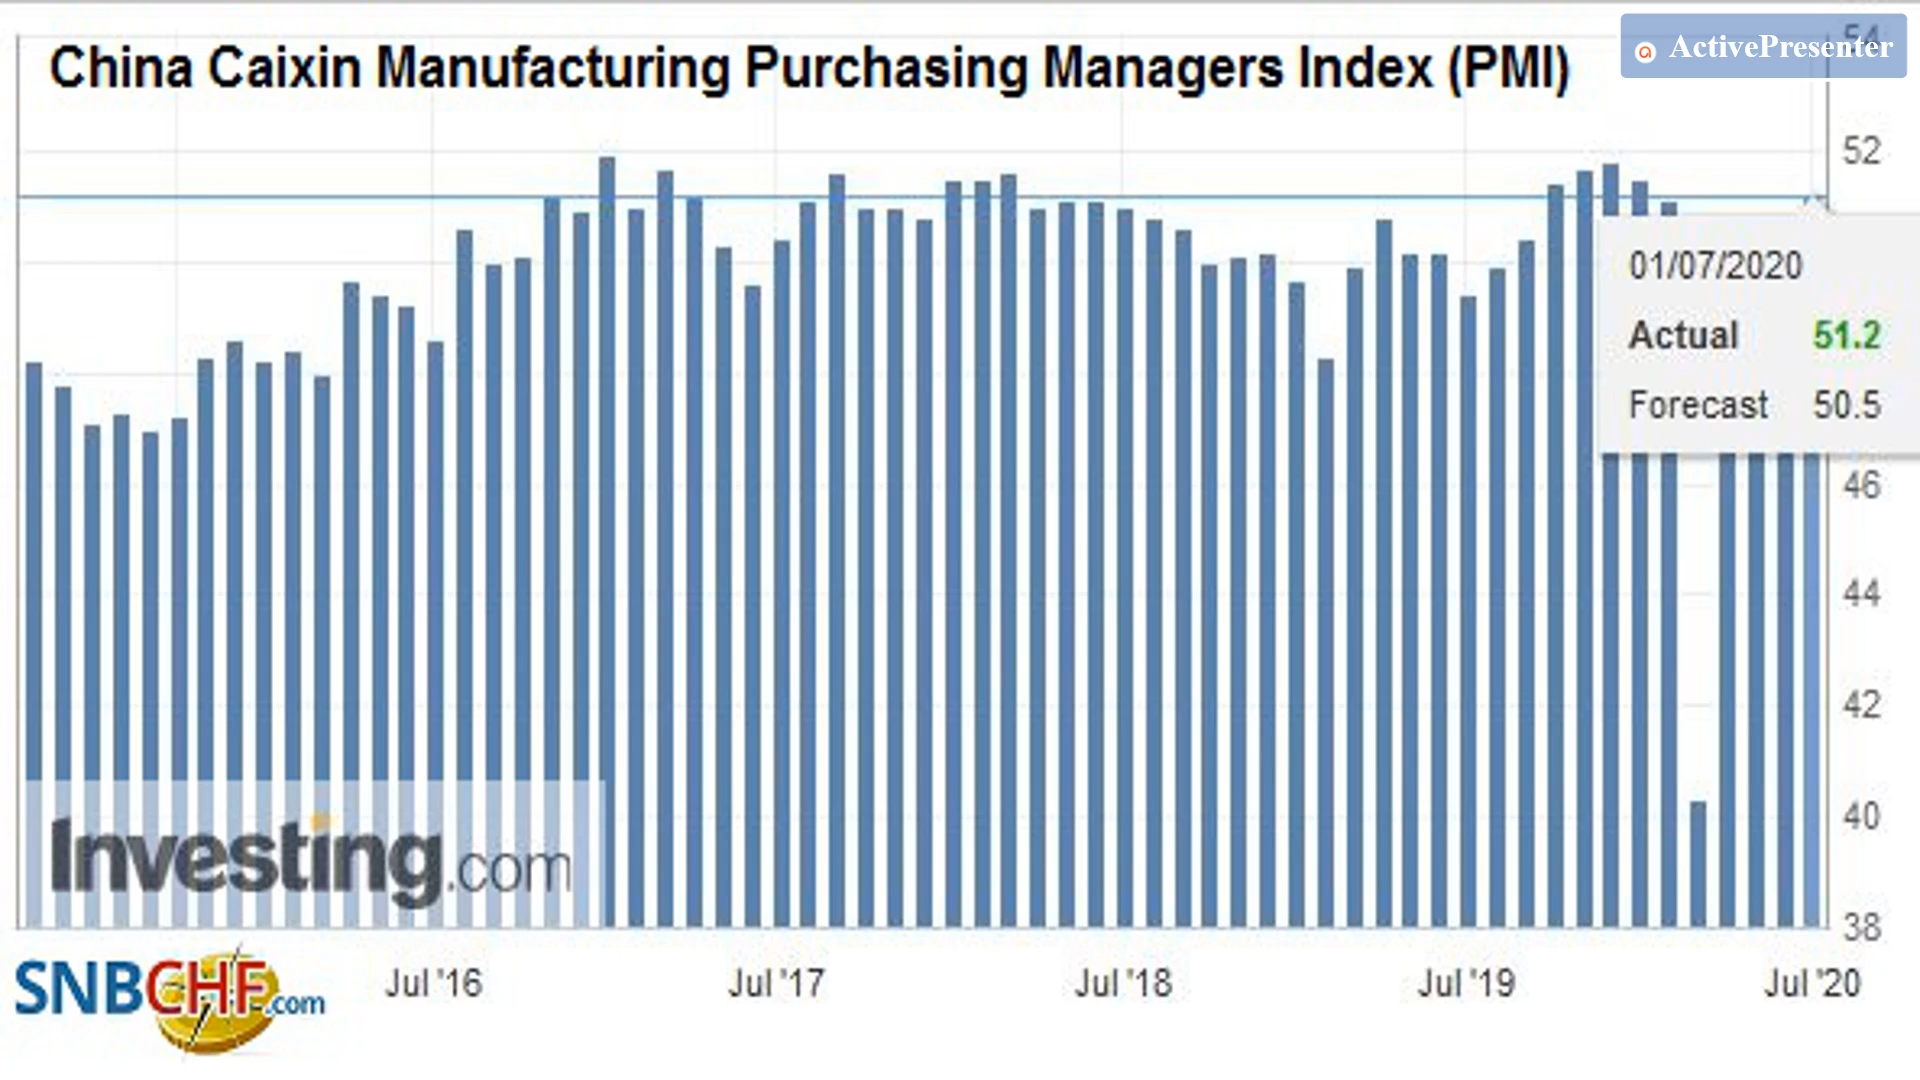 China Caixin Manufacturing Purchasing Managers Index (PMI)
ActivePresenter
54
52
01/07/2020
Actual 51.2
Forecast 50.5
46
44
42
40
38
Investing.com
Jul '16 Jul '17 Jul '18 Jul '19 Jul '20
SNBCHF.com